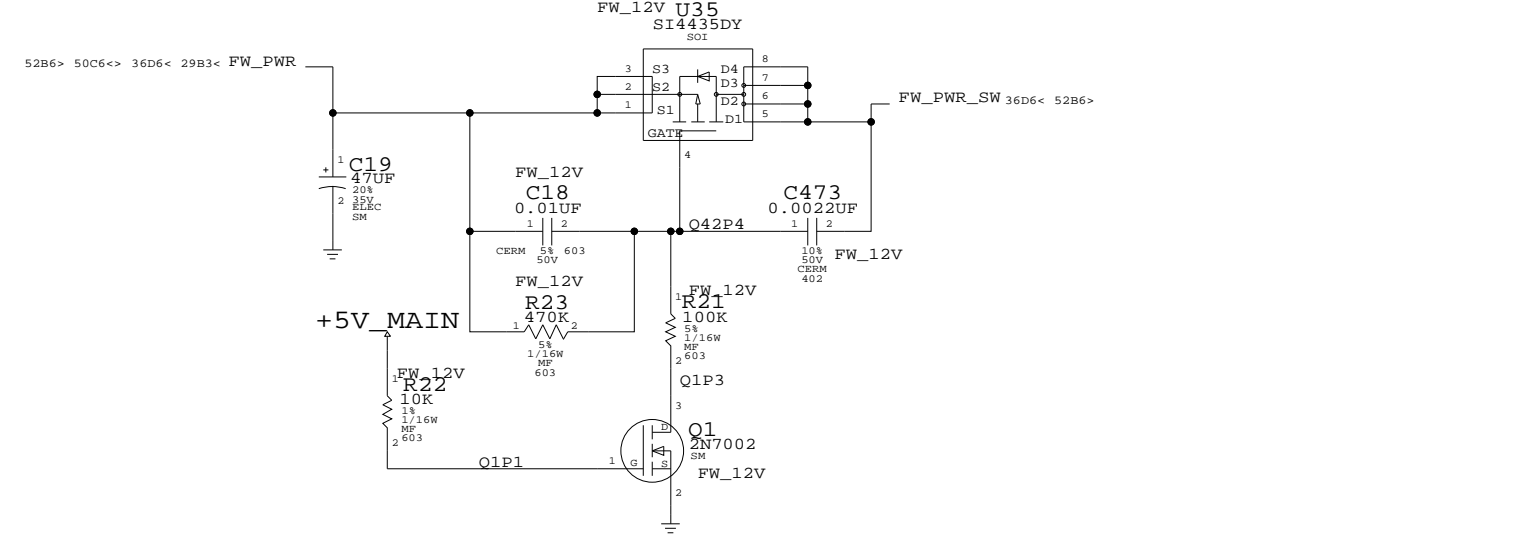 FW_12V U35
SI4435DY
SOI
52B6> 50C6<> 36D6< 29B3< FW_PWR
3 S3 D4 8
2 S2 D3 7
1 S1 D2 6
D1 5
GATE
4
FW_PWR_SW 36D6< 52B6>
1 C19
+ 47UF
20%
2 35V
ELEC
SM
FW_12V
C18
0.01UF
1 2
CERM 5% 603
50V
Q42P4
C473
0.0022UF
1 2
10%
50V
CERM
402
FW_12V
FW_12V
R23
470K
1 2
5%
1/16W
MF
603
1 FW_12V
R21
100K
5%
1/16W
MF
2 603
+5V_MAIN
1 FW_12V
R22
10K
1%
1/16W
MF
2 603
Q1P3
3
D Q1
2N7002
SM
Q1P1 1 G S
FW_12V
2